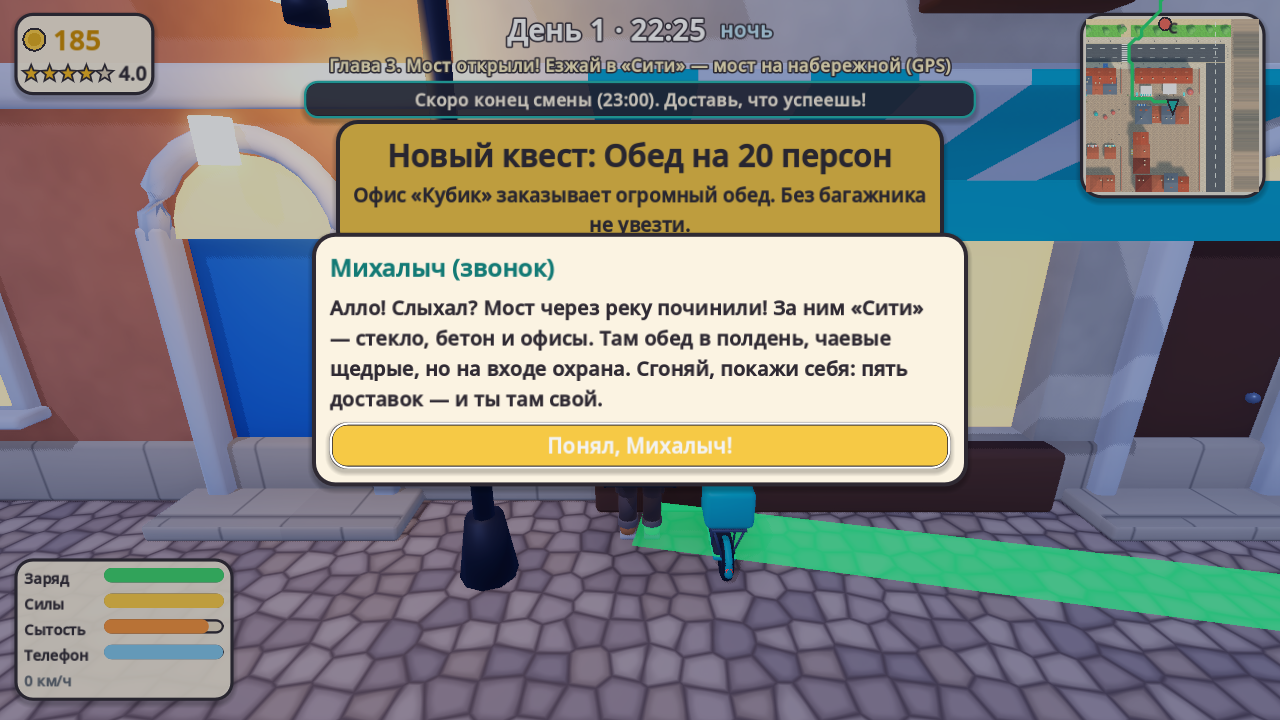 185
4.0
День 1 · 22:25 ночь
Глава 3. Мост открыли! Езжай в «Сити» — мост на набережной (GPS)
Скоро конец смены (23:00). Доставь, что успеешь!
Новый квест: Обед на 20 персон
Офис «Кубик» заказывает огромный обед. Без багажника
не увезти.
Михалыч (звонок)
Алло! Слыхал? Мост через реку починили! За ним «Сити»
— стекло, бетон и офисы. Там обед в полдень, чаевые
щедрые, но на входе охрана. Сгоняй, покажи себя: пять
доставок — и ты там свой.
Понял, Михалыч!
Заряд
Силы
Сытость
Телефон
0 км/ч